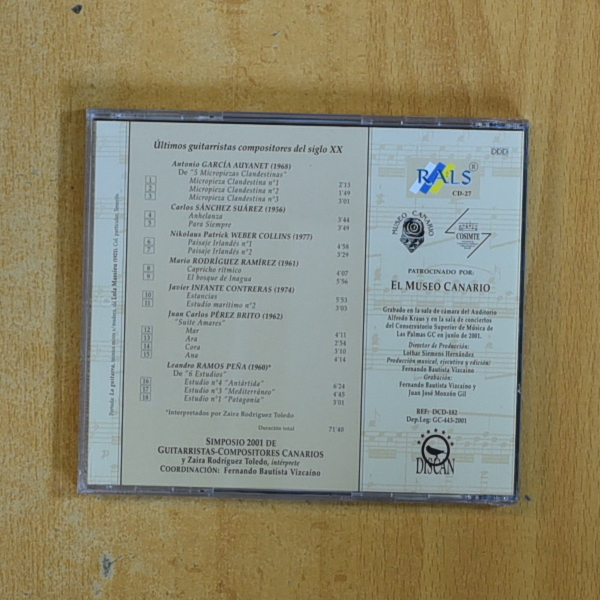 Últimos guitarristas compositores del siglo XX
Antonio GARCÍA AUYANET (1968)
De "5 Micropiezas Clandestinas"
1 Micropieza Clandestina nº1 2'13
2 Micropieza Clandestina nº2 1'49
3 Micropieza Clandestina nº3 3'01
Carlos SÁNCHEZ SUÁREZ (1956)
4 Anhelanza 3'44
5 Para Siempre 3'49
Nikolaus Patrick WEBER COLLINS (1977)
6 Paisaje Irlandés nº1 4'58
7 Paisaje Irlandés nº2 3'29
Mario RODRÍGUEZ RAMÍREZ (1961)
8 Capricho rítmico 4'07
9 El bosque de Inagua 5'56
Javier INFANTE CONTRERAS (1974)
10 Estancias 5'53
11 Estudio marítimo nº2 3'03
Juan Carlos PÉREZ BRITO (1962)
"Suite Amares"
12 Mar 4'11
13 Ara 2'54
14 Cora 3'10
15 Ana 4'14
Leandro RAMOS PEÑA (1960)*
De "6 Estudios"
16 Estudio nº4 "Antártida" 6'24
17 Estudio nº3 "Mediterráneo" 4'45
18 Estudio nº1 "Patagonia" 3'01
*Interpretados por Zaira Rodríguez Toledo
Duración total 71'40
SIMPOSIO 2001 DE
GUITARRISTAS-COMPOSITORES CANARIOS
y Zaira Rodríguez Toledo, intérprete
COORDINACIÓN: Fernando Bautista Vizcaíno
DDD
RALS ®
CD-27
MUSEO CANARIO
COSIMTE
PATROCINADO POR:
EL MUSEO CANARIO
Grabado en la sala de cámara del Auditorio
Alfredo Kraus y en la sala de conciertos
del Conservatorio Superior de Música de
Las Palmas GC en junio de 2001.
Director de Producción:
Lothar Siemens Hernández
Producción musical, ejecutiva y edición:
Fernando Bautista Vizcaíno
Grabación:
Fernando Bautista Vizcaíno y
Juan José Monzón Gil
REF: DCD-182
Dep.Leg: GC-443-2001
DISCAN